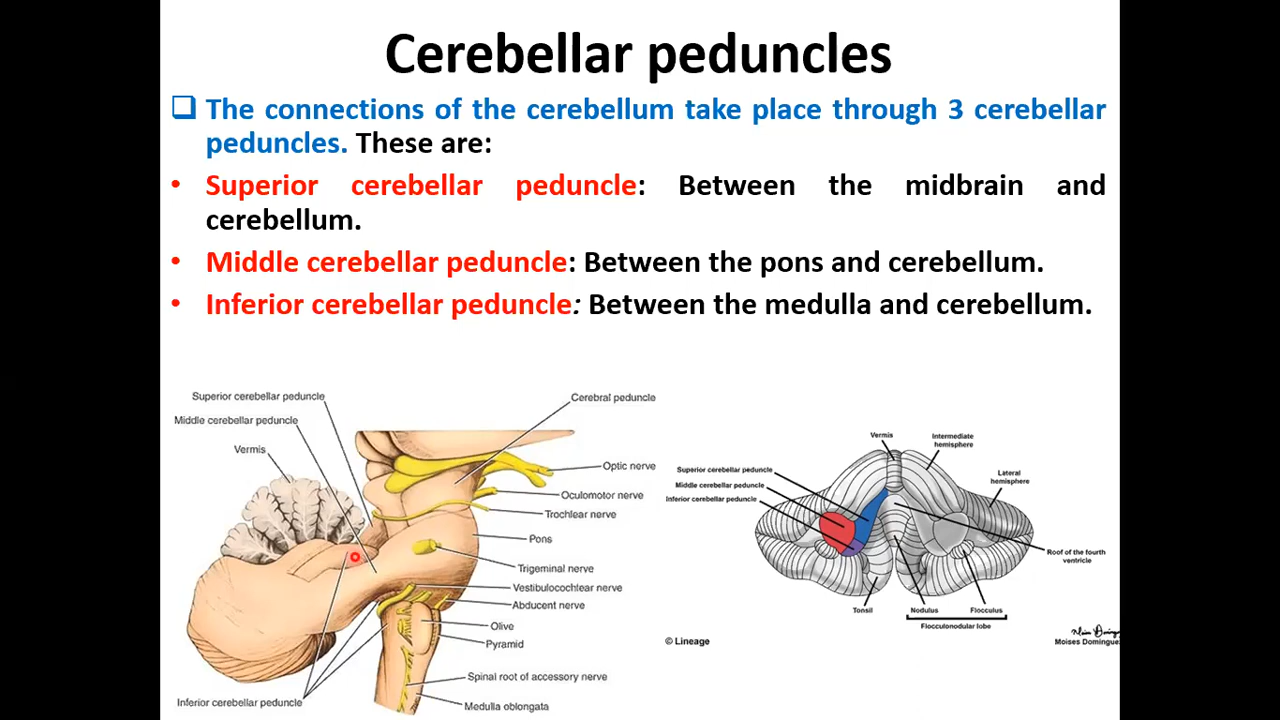 Cerebellar peduncles
The connections of the cerebellum take place through 3 cerebellar
peduncles. These are:
• Superior cerebellar peduncle: Between the midbrain and
cerebellum.
• Middle cerebellar peduncle: Between the pons and cerebellum.
• Inferior cerebellar peduncle: Between the medulla and cerebellum.
Superior cerebellar peduncle
Middle cerebellar peduncle
Vermis
Cerebral peduncle
Optic nerve
Oculomotor nerve
Trochlear nerve
Pons
Trigeminal nerve
Vestibulocochlear nerve
Abducent nerve
Olive
Pyramid
Spinal root of accessory nerve
Medulla oblongata
Inferior cerebellar peduncle
Vermis
Intermediate
hemisphere
Lateral
hemisphere
Superior cerebellar peduncle
Middle cerebellar peduncle
Inferior cerebellar peduncle
Roof of the fourth
ventricle
Tonsil
Nodulus
Flocculus
Flocculonodular lobe
© Lineage
Moises Dominguez